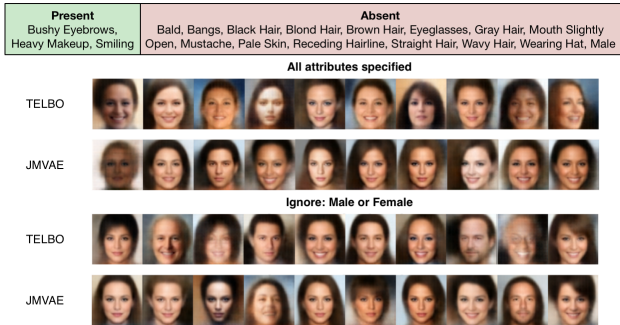 Present
Bushy Eyebrows,
Heavy Makeup, Smiling
Absent
Bald, Bangs, Black Hair, Blond Hair, Brown Hair, Eyeglasses, Gray Hair, Mouth Slightly
Open, Mustache, Pale Skin, Receding Hairline, Straight Hair, Wavy Hair, Wearing Hat, Male
All attributes specified
TELBO
JMVAE
Ignore: Male or Female
TELBO
JMVAE